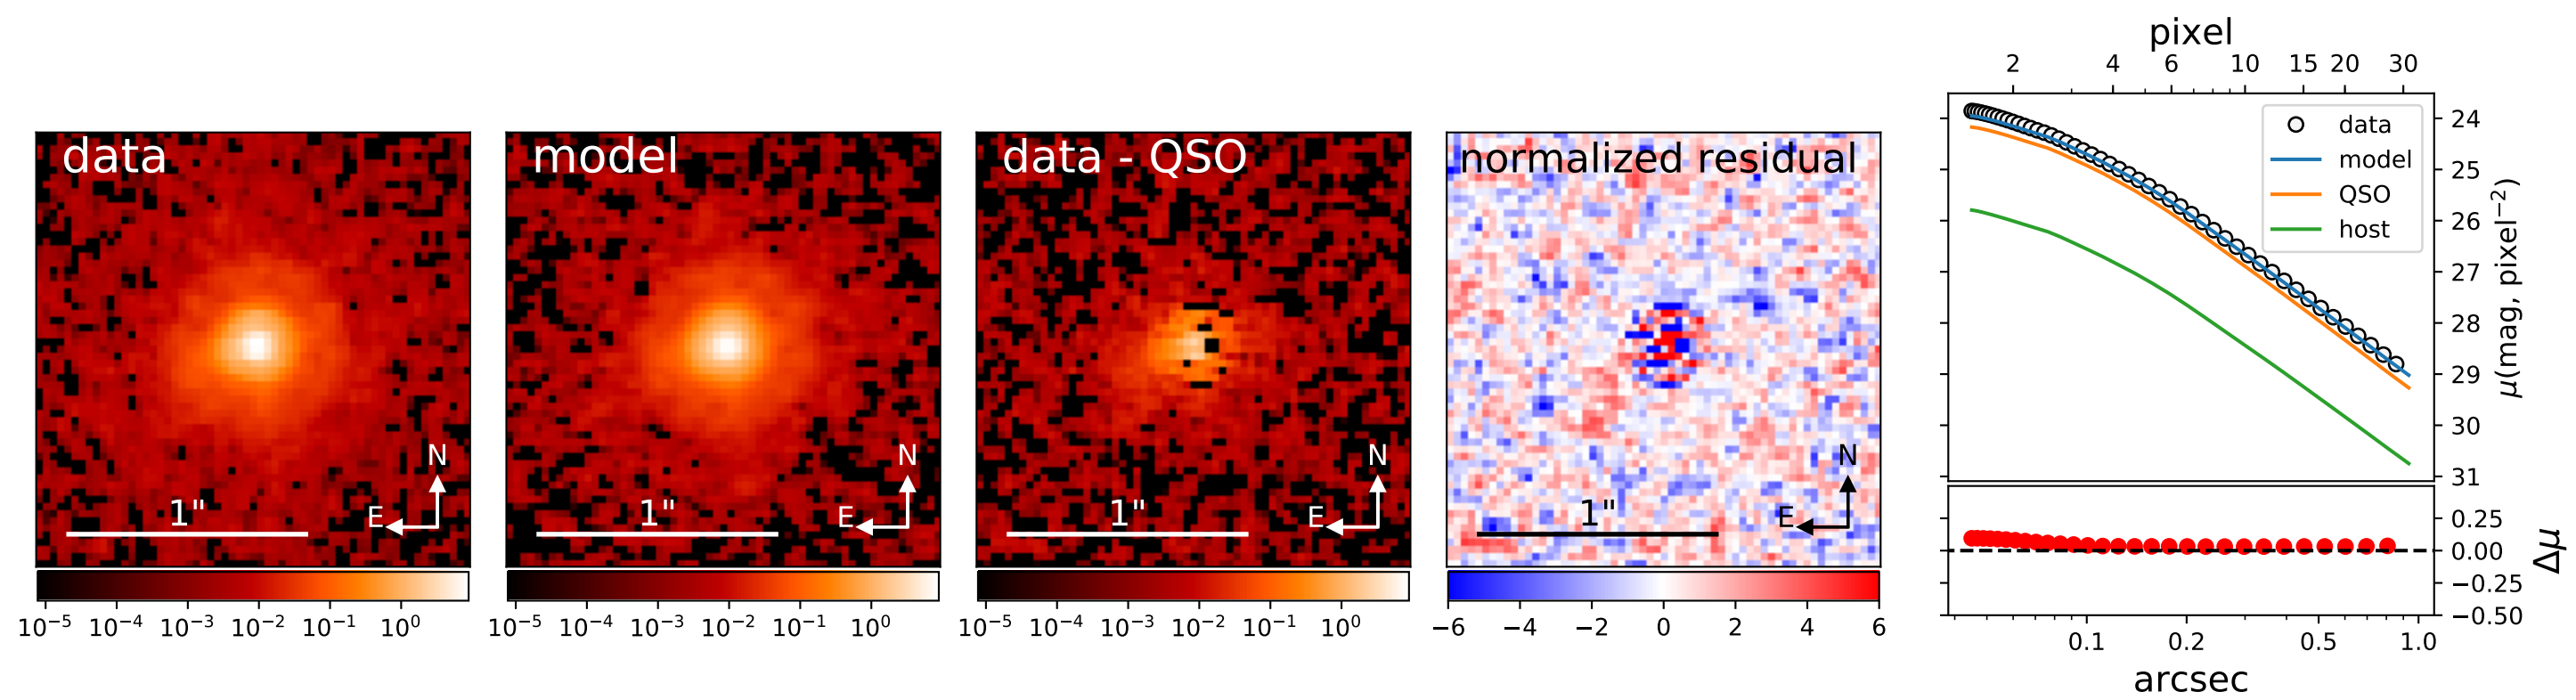 data
N
E
1"
10⁻⁵ 10⁻⁴ 10⁻³ 10⁻² 10⁻¹ 10⁰
model
N
E
1"
10⁻⁵ 10⁻⁴ 10⁻³ 10⁻² 10⁻¹ 10⁰
data - QSO
N
E
1"
10⁻⁵ 10⁻⁴ 10⁻³ 10⁻² 10⁻¹ 10⁰
normalized residual
N
E
1"
−6 −4 −2 0 2 4 6
pixel
2 4 6 10 15 20 30
data
model
QSO
host
24
25
26
27
28
29
30
31
μ(mag, pixel⁻²)
0.25
0.00
−0.25
−0.50
Δμ
0.1 0.2 0.5 1.0
arcsec